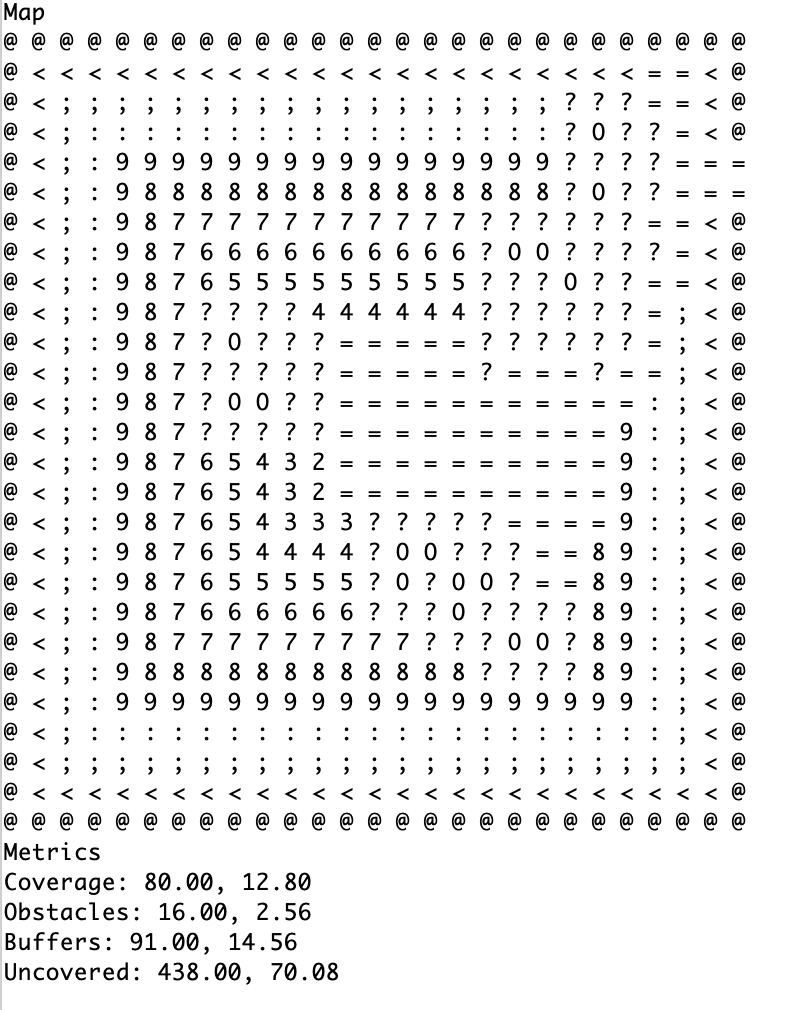 Map
@ @ @ @ @ @ @ @ @ @ @ @ @ @ @ @ @ @ @ @ @ @ @ @ @ @ @
@ < < < < < < < < < < < < < < < < < < < < < < = = < @
@ < ; ; ; ; ; ; ; ; ; ; ; ; ; ; ; ; ; ; ? ? ? = = < @
@ < ; : : : : : : : : : : : : : : : : : ? 0 ? ? = < @
@ < ; : 9 9 9 9 9 9 9 9 9 9 9 9 9 9 9 9 ? ? ? ? = = =
@ < ; : 9 8 8 8 8 8 8 8 8 8 8 8 8 8 8 8 ? 0 ? ? = = =
@ < ; : 9 8 7 7 7 7 7 7 7 7 7 7 7 ? ? ? ? ? ? = = < @
@ < ; : 9 8 7 6 6 6 6 6 6 6 6 6 6 ? 0 0 ? ? ? ? = < @
@ < ; : 9 8 7 6 5 5 5 5 5 5 5 5 5 ? ? ? 0 ? ? = = < @
@ < ; : 9 8 7 ? ? ? ? 4 4 4 4 4 4 ? ? ? ? ? ? = ; < @
@ < ; : 9 8 7 ? 0 ? ? ? = = = = = ? ? ? ? ? ? = ; < @
@ < ; : 9 8 7 ? ? ? ? ? = = = = = ? = = = ? = = ; < @
@ < ; : 9 8 7 ? 0 0 ? ? = = = = = = = = = = = : ; < @
@ < ; : 9 8 7 ? ? ? ? ? = = = = = = = = = = 9 : ; < @
@ < ; : 9 8 7 6 5 4 3 2 = = = = = = = = = = 9 : ; < @
@ < ; : 9 8 7 6 5 4 3 2 = = = = = = = = = = 9 : ; < @
@ < ; : 9 8 7 6 5 4 3 3 3 ? ? ? ? ? = = = = 9 : ; < @
@ < ; : 9 8 7 6 5 4 4 4 4 ? 0 0 ? ? ? = = 8 9 : ; < @
@ < ; : 9 8 7 6 5 5 5 5 5 ? 0 ? 0 0 ? = = 8 9 : ; < @
@ < ; : 9 8 7 6 6 6 6 6 6 ? ? ? 0 ? ? ? ? 8 9 : ; < @
@ < ; : 9 8 7 7 7 7 7 7 7 7 7 ? ? ? 0 0 ? 8 9 : ; < @
@ < ; : 9 8 8 8 8 8 8 8 8 8 8 8 8 ? ? ? ? 8 9 : ; < @
@ < ; : 9 9 9 9 9 9 9 9 9 9 9 9 9 9 9 9 9 9 9 : ; < @
@ < ; : : : : : : : : : : : : : : : : : : : : : ; < @
@ < ; ; ; ; ; ; ; ; ; ; ; ; ; ; ; ; ; ; ; ; ; ; ; < @
@ < < < < < < < < < < < < < < < < < < < < < < < < < @
@ @ @ @ @ @ @ @ @ @ @ @ @ @ @ @ @ @ @ @ @ @ @ @ @ @ @
Metrics
Coverage: 80.00, 12.80
Obstacles: 16.00, 2.56
Buffers: 91.00, 14.56
Uncovered: 438.00, 70.08